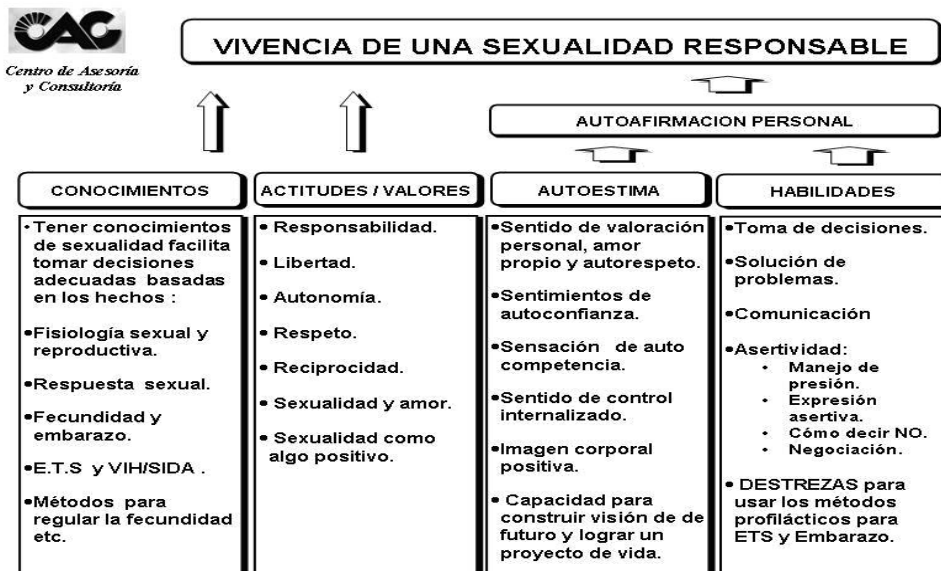 CAC
Centro de Asesoría
y Consultoría
VIVENCIA DE UNA SEXUALIDAD RESPONSABLE
AUTOAFIRMACION PERSONAL
CONOCIMIENTOS
• Tener conocimientos
de sexualidad facilita
tomar decisiones
adecuadas basadas
en los hechos :
•Fisiología sexual y
reproductiva.
•Respuesta sexual.
•Fecundidad y
embarazo.
•E.T.S y VIH/SIDA .
•Métodos para
regular la fecundidad
etc.
ACTITUDES / VALORES
• Responsabilidad.
• Libertad.
• Autonomía.
• Respeto.
• Reciprocidad.
• Sexualidad y amor.
• Sexualidad como
algo positivo.
AUTOESTIMA
•Sentido de valoración
personal, amor
propio y autorespeto.
•Sentimientos de
autoconfianza.
•Sensación de auto
competencia.
•Sentido de control
internalizado.
•Imagen corporal
positiva.
• Capacidad para
construir visión de de
futuro y lograr un
proyecto de vida.
HABILIDADES
•Toma de decisiones.
•Solución de
problemas.
•Comunicación
•Asertividad:
• Manejo de
presión.
• Expresión
asertiva.
• Cómo decir NO.
• Negociación.
• DESTREZAS para
usar los métodos
profilácticos para
ETS y Embarazo.